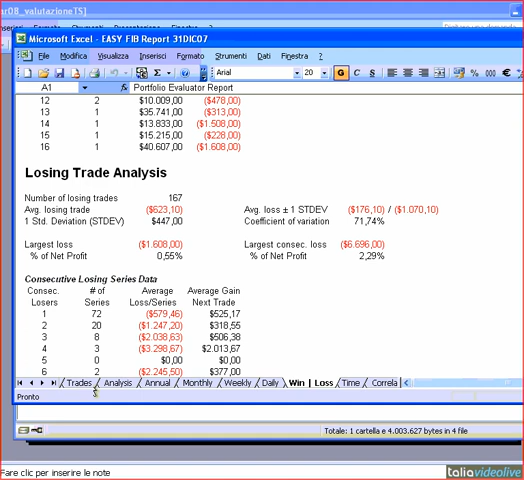 ar08_valutazioneTS]
Microsoft Excel - EASY FIB Report 31DIC07
File Modifica Visualizza Inserisci Formato Strumenti Dati Finestra ?
Arial 20 G C S
A1 fx Portfolio Evaluator Report
12 2 $10.009,00 ($478,00)
13 1 $35.741,00 ($313,00)
14 1 $13.833,00 ($1.508,00)
15 1 $15.215,00 ($228,00)
16 1 $40.607,00 ($1.608,00)
Losing Trade Analysis
Number of losing trades 167
Avg. losing trade ($623,10) Avg. loss ± 1 STDEV ($176,10) / ($1.070,10)
1 Std. Deviation (STDEV) $447,00 Coefficient of variation 71,74%
Largest loss ($1.608,00) Largest consec. loss ($6.696,00)
% of Net Profit 0,55% % of Net Profit 2,29%
Consecutive Losing Series Data
Consec. # of Average Average Gain
Losers Series Loss/Series Next Trade
1 72 ($579,46) $525,17
2 20 ($1.247,20) $318,55
3 8 ($2.038,63) $506,38
4 3 ($3.298,67) $2.013,67
5 0 $0,00 $0,00
6 2 ($2.245,50) $377,00
Trades Analysis Annual Monthly Weekly Daily Win | Loss Time Correla
Pronto
Totale: 1 cartella e 4.003.627 bytes in 4 file
Fare clic per inserire le note
italiavideolive